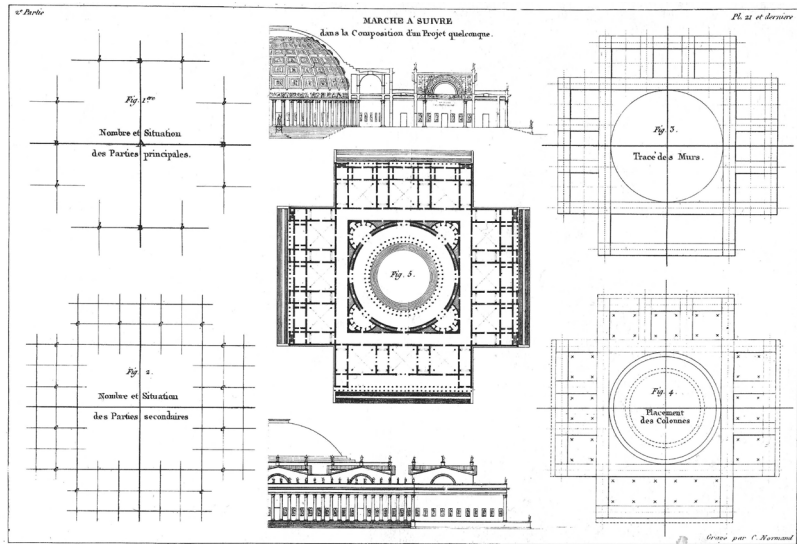 2e Partie
MARCHE A SUIVRE
dans la Composition d'un Projet quelconque.
Pl. 21 et derniere
Fig. 1ere
Nombre et Situation
A
des Parties principales.
B
B
B
B
b
b
b
b
b
b
b
b
Fig. 2.
Nombre et Situation
des Parties secondaires
Fig. 5.
Fig. 3.
Tracé des Murs.
Fig. 4.
Placement
des Colonnes
Gravé par C. Normand